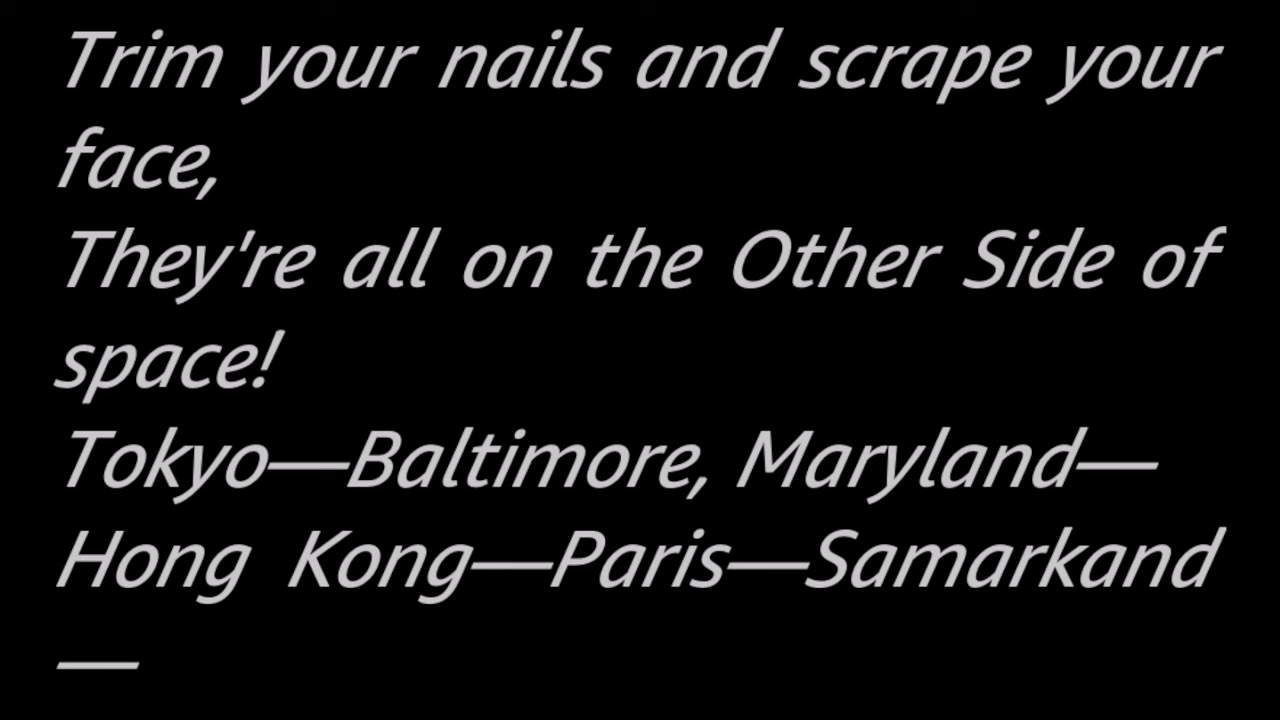 Trim your nails and scrape your
face,
They're all on the Other Side of
space!
Tokyo—Baltimore, Maryland—
Hong Kong—Paris—Samarkand
—